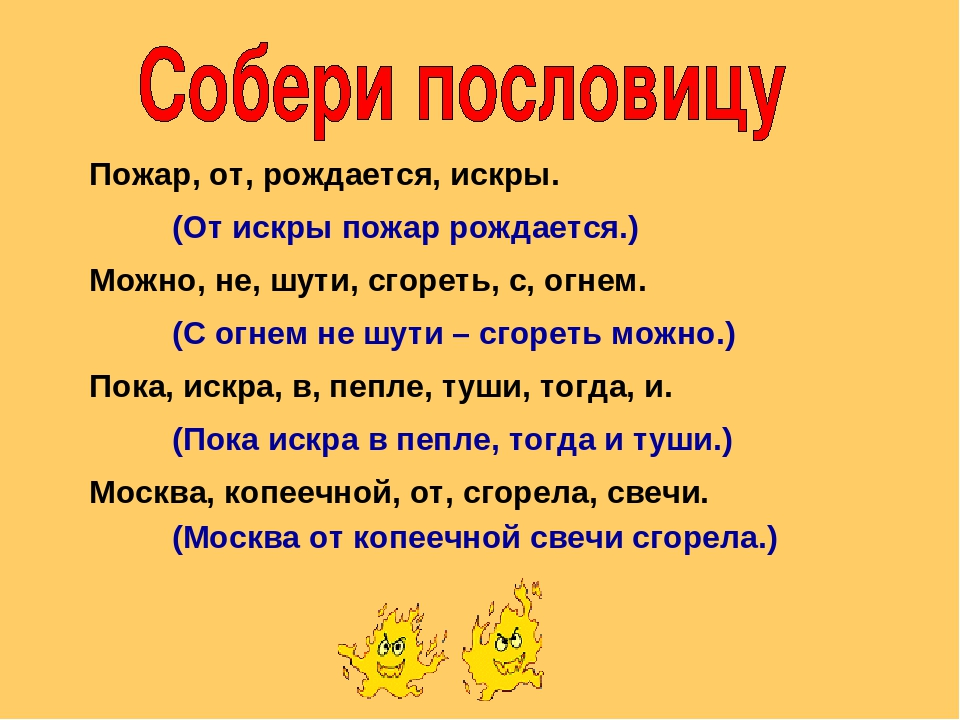 Собери пословицу
Пожар, от, рождается, искры.
(От искры пожар рождается.)
Можно, не, шути, сгореть, с, огнем.
(С огнем не шути – сгореть можно.)
Пока, искра, в, пепле, туши, тогда, и.
(Пока искра в пепле, тогда и туши.)
Москва, копеечной, от, сгорела, свечи.
(Москва от копеечной свечи сгорела.)